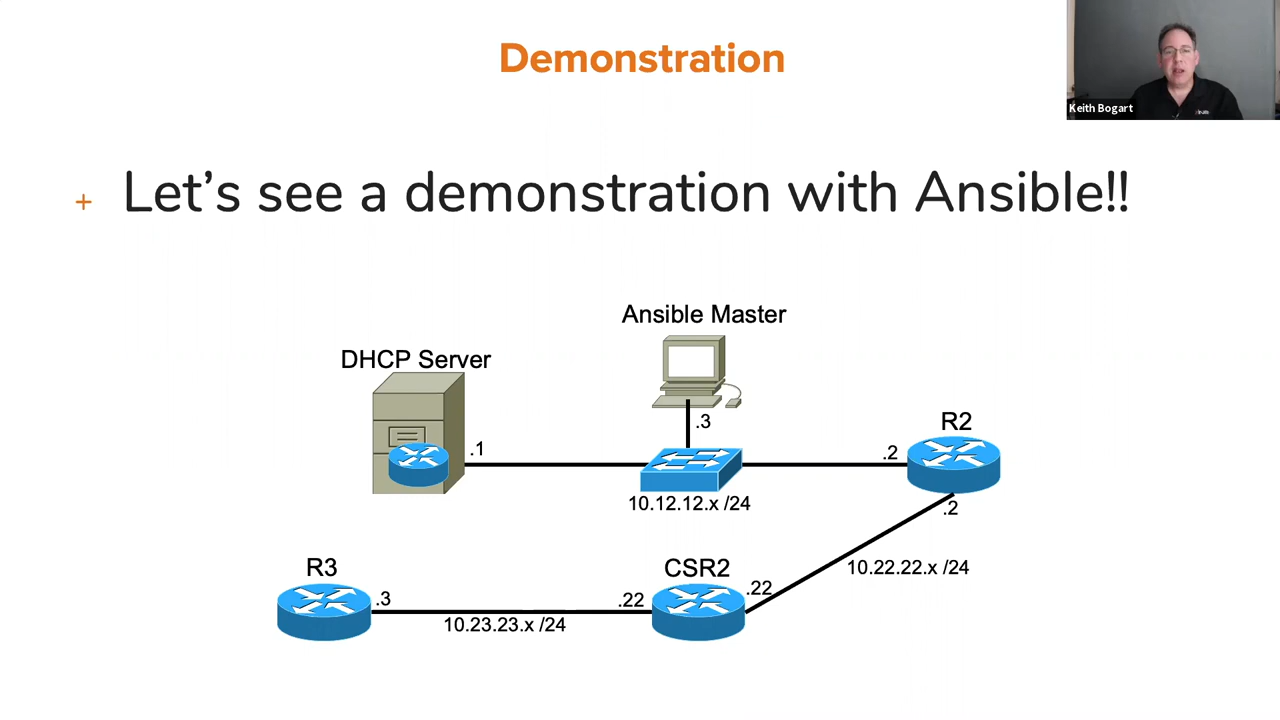 Demonstration
Keith Bogart
+ Let's see a demonstration with Ansible!!
Ansible Master
DHCP Server
.3
R2
.1
.2
10.12.12.x /24
.2
R3
CSR2
10.22.22.x /24
.22
.3
.22
10.23.23.x /24